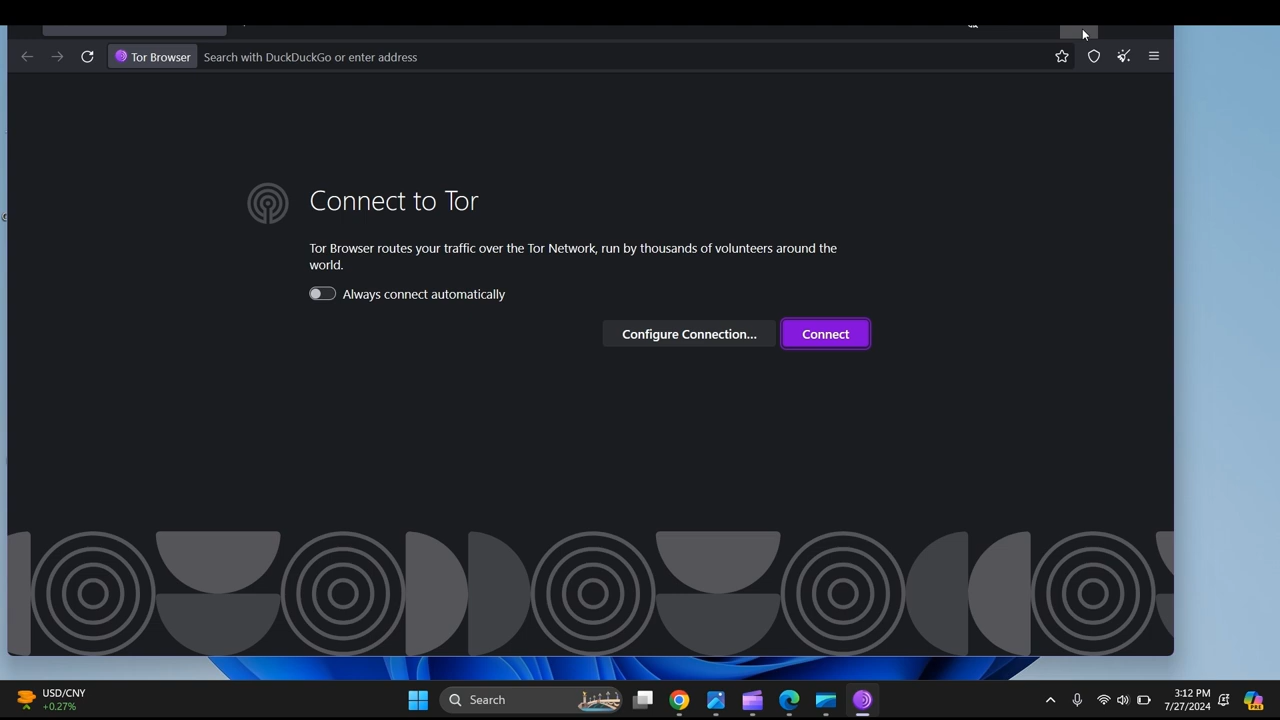 Tor Browser Search with DuckDuckGo or enter address
Connect to Tor
Tor Browser routes your traffic over the Tor Network, run by thousands of volunteers around the
world.
Always connect automatically
Configure Connection...
Connect
USD/CNY
+0.27%
Search
3:12 PM
7/27/2024
PRE